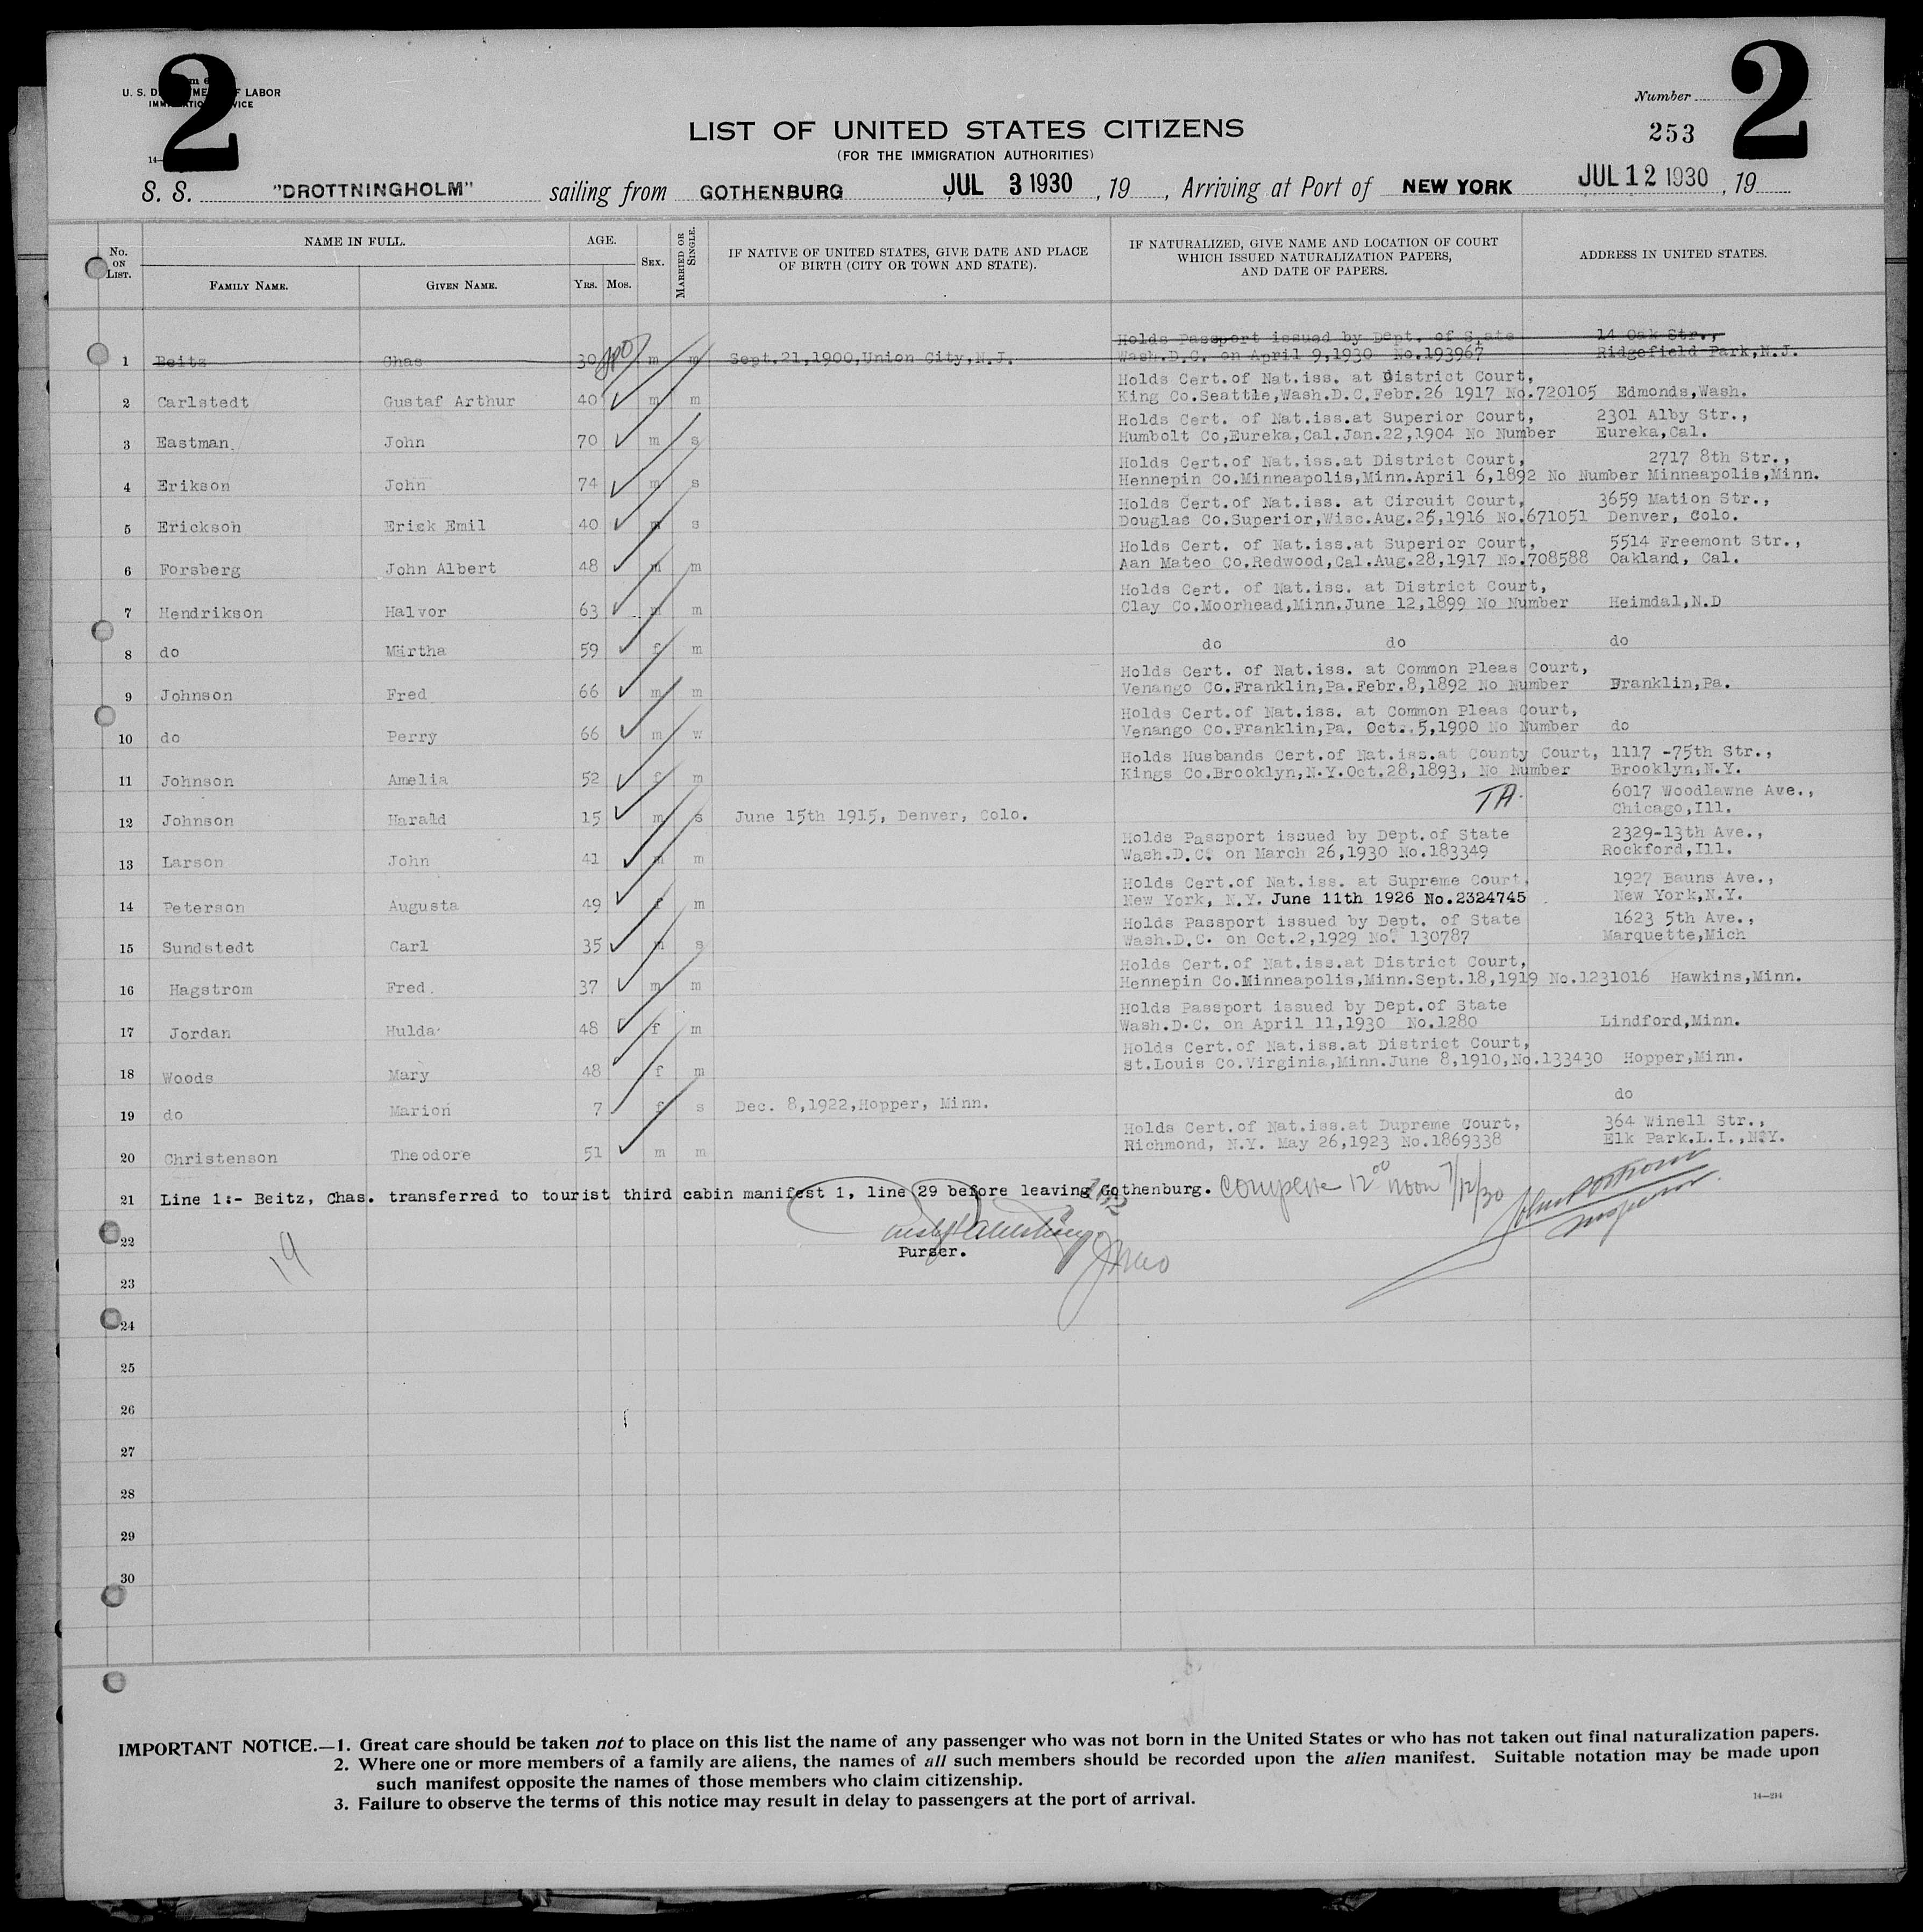 2
2
U. S. D OF LABOR
Number
LIST OF UNITED STATES CITIZENS
253
(FOR THE IMMIGRATION AUTHORITIES)
S. S. "DROTTNINGHOLM" sailing from GOTHENBURG JUL 3 1930, 19 , Arriving at Port of NEW YORK JUL 12 1930, 19
No. ON LIST.
NAME IN FULL.
FAMILY NAME.
GIVEN NAME.
AGE.
YRS.
MOS.
SEX.
MARRIED OR SINGLE.
IF NATIVE OF UNITED STATES, GIVE DATE AND PLACE
OF BIRTH (CITY OR TOWN AND STATE).
IF NATURALIZED, GIVE NAME AND LOCATION OF COURT
WHICH ISSUED NATURALIZATION PAPERS,
AND DATE OF PAPERS.
ADDRESS IN UNITED STATES.
Holds Passport issued by Dept. of State 14 Oak Str.,
1 Beitz Chas 30 m m Sept.21,1900,Union City,N.J. Wash.D.C. on April 9,1930 No.193967 Ridgefield Park,N.J.
Holds Cert.of Nat.iss. at District Court,
2 Carlstedt Gustaf Arthur 40 m m King Co.Seattle,Wash.D.C.Febr.26 1917 No.720105 Edmonds,Wash.
Holds Cert. of Nat.iss.at Superior Court, 2301 Alby Str.,
3 Eastman. John 70 m s Humbolt Co,Eureka,Cal.Jan.22,1904 No Number Eureka,Cal.
Holds Cert.of Nat.iss.at District Court, 2717 8th Str.,
4 Erikson John 74 m s Hennepin Co.Minneapolis,Minn.April 6,1892 No Number Minneapolis,Minn.
Holds Cert.of Nat.iss. at Circuit Court, 3659 Mation Str.,
5 Erickson Erick Emil 40 m s Douglas Co.Superior,Wisc.Aug.25,1916 No.671051 Denver, Colo.
Holds Cert. of Nat.iss.at Superior Court, 5514 Freemont Str.,
6 Forsberg John Albert 48 m m Aan Mateo Co.Redwood,Cal.Aug.28,1917 No.708588 Oakland, Cal.
Holds Cert. of Nat.iss. at District Court,
7 Hendrikson Halvor 63 m m Clay Co.Moorhead,Minn.June 12,1899 No Number Heimdal,N.D
8 do Märtha 59 f m do do do
Holds Cert. of Nat.iss. at Common Pleas Court,
9 Johnson Fred 66 m m Venango Co.Franklin,Pa.Febr.8,1892 No Number Franklin,Pa.
Holds Cert.of Nat.iss. at Common Pleas Court,
10 do Perry 66 m w Venango Co.Franklin,Pa. Oct..5,1900 No Number do
Holds Husbands Cert.of Nat.iss.at County Court, 1117 -75th Str.,
11 Johnson Amelia 52 f m Kings Co.Brooklyn,N.Y.Oct.28,1893, No Number Brooklyn,N.Y.
TA. 6017 Woodlawne Ave.,
12 Johnson Harald 15 m s June 15th 1915, Denver, Colo. Chicago,Ill.
Holds Passport issued by Dept.of State 2329-13th Ave.,
13 Larson John 41 m m Wash.D.C. on March 26,1930 No.183349 Rockford,Ill.
Holds Cert.of Nat.iss. at Supreme Court, 1927 Bauns Ave.,
14 Peterson Augusta 49 f m New York, N.Y. June 11th 1926 No.2324745 New York,N.Y.
Holds Passport issued by Dept. of State 1623 5th Ave.,
15 Sundstedt Carl 35 m s Wash.D.C. on Oct.2,1929 No. 130787 Marquette,Mich
Holds Cert.of Nat.iss.at District Court,
16 Hagstrom Fred. 37 m m Hennepin Co.Minneapolis,Minn.Sept.18,1919 No.1231016 Hawkins,Minn.
Holds Passport issued by Dept.of State
17 Jordan Hulda 48 f m Wash.D.C. on April 11,1930 No.1280 Lindford,Minn.
Holds Cert.of Nat.iss.at District Court,
18 Woods Mary 48 f m St.Louis Co.Virginia,Minn.June 8,1910,No.133430 Hopper,Minn.
19 do Marion 7 f s Dec. 8,1922,Hopper, Minn. do
Holds Cert.of Nat.iss.at Dupreme Court, 364 Winell Str.,
20 Christenson Theodore 51 m m Richmond, N.Y. May 26,1923 No.1869338 Elk Park.L.I.,N.Y.
21 Line 1:- Beitz, Chas. transferred to tourist third cabin manifest 1, line 29 before leaving Gothenburg. Complete 12 00 noon 7/12/30
Inspector
22 Purser.
19
23
24
25
26
27
28
29
30
IMPORTANT NOTICE.—1. Great care should be taken not to place on this list the name of any passenger who was not born in the United States or who has not taken out final naturalization papers.
2. Where one or more members of a family are aliens, the names of all such members should be recorded upon the alien manifest. Suitable notation may be made upon
such manifest opposite the names of those members who claim citizenship.
3. Failure to observe the terms of this notice may result in delay to passengers at the port of arrival.
14—214